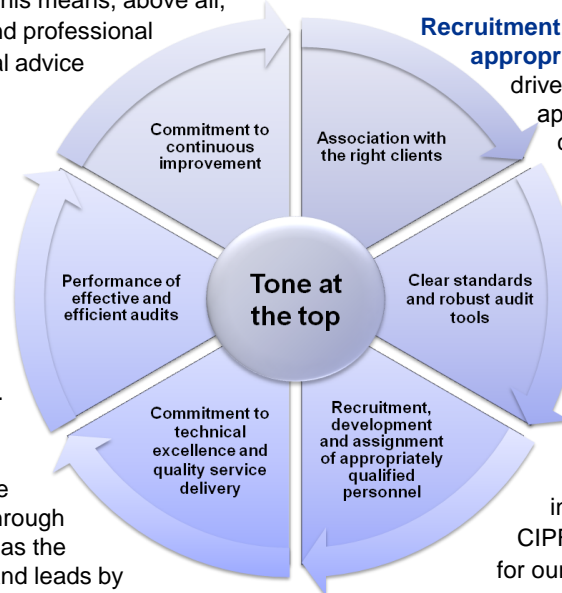 his means, above all,
nd professional
al advice
Recruitment
appropri
drive
ap
c
Commitment to
continuous
improvement
Association with
the right clients
Clear standards
and robust audit
tools
Recruitment,
development
and assignment
of appropriately
qualified
personnel
Commitment to
technical
excellence and
quality service
delivery
Performance of
effective and
efficient audits
Tone at
the top
.
e
hrough
as the
nd leads by
in
CIPF
for our